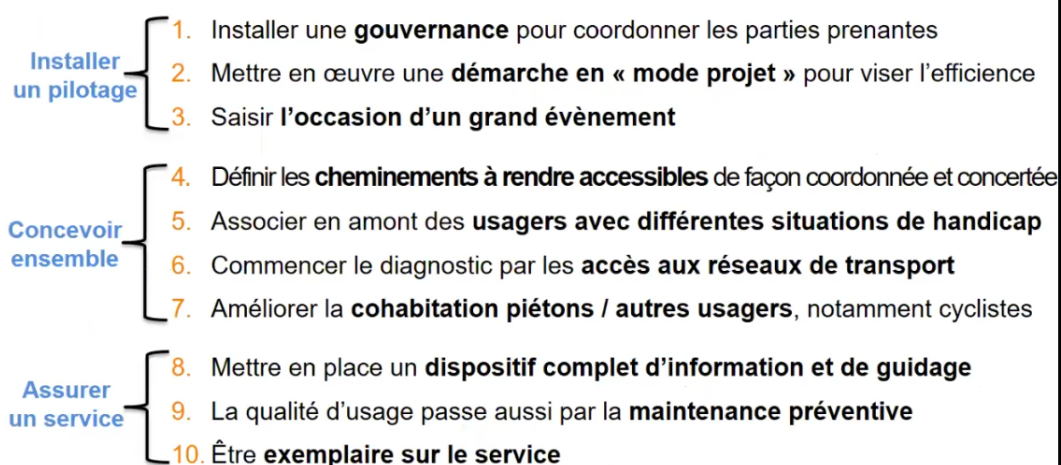 Installer
un pilotage
1. Installer une gouvernance pour coordonner les parties prenantes
2. Mettre en œuvre une démarche en « mode projet » pour viser l’efficience
3. Saisir l’occasion d’un grand évènement
Concevoir
ensemble
4. Définir les cheminements à rendre accessibles de façon coordonnée et concertée
5. Associer en amont des usagers avec différentes situations de handicap
6. Commencer le diagnostic par les accès aux réseaux de transport
7. Améliorer la cohabitation piétons / autres usagers, notamment cyclistes
Assurer
un service
8. Mettre en place un dispositif complet d’information et de guidage
9. La qualité d’usage passe aussi par la maintenance préventive
10. Être exemplaire sur le service